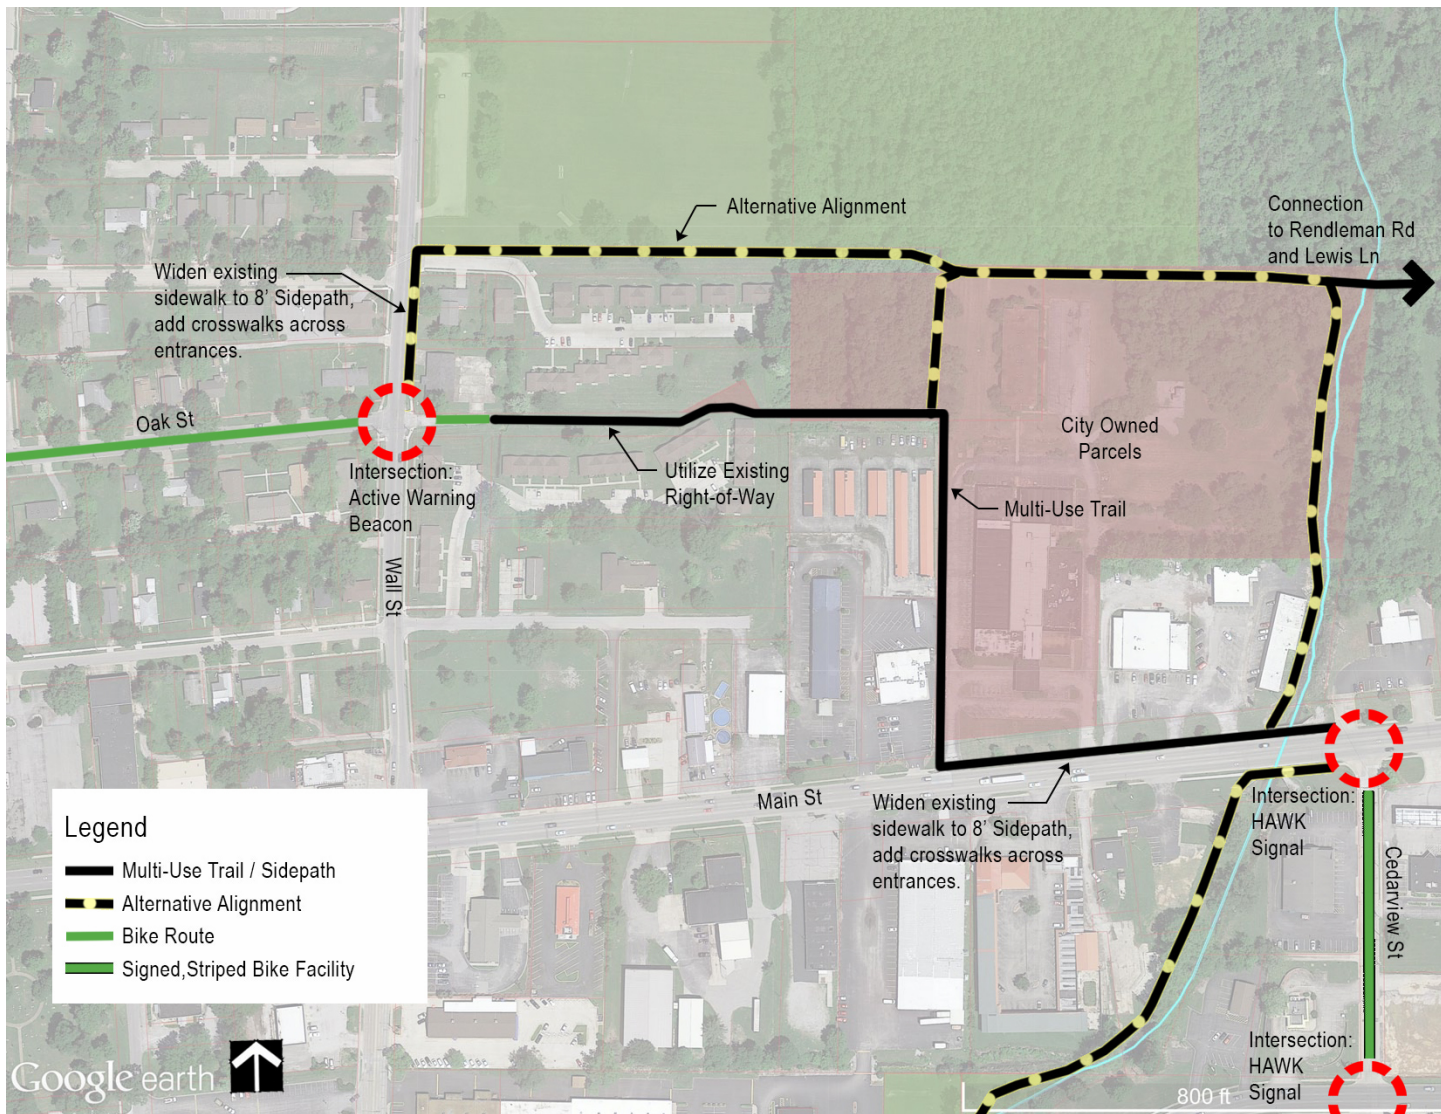 Alternative Alignment
Connection
to Rendleman Rd
and Lewis Ln
Widen existing
sidewalk to 8' Sidepath,
add crosswalks across
entrances.
Oak St
City Owned
Parcels
Intersection:
Active Warning
Beacon
Utilize Existing
Right-of-Way
Multi-Use Trail
Wall St
Main St
Widen existing
sidewalk to 8' Sidepath,
add crosswalks across
entrances.
Intersection:
HAWK
Signal
Cedarview St
Legend
Multi-Use Trail / Sidepath
Alternative Alignment
Bike Route
Signed,Striped Bike Facility
Intersection:
HAWK
Signal
Google earth
800 ft